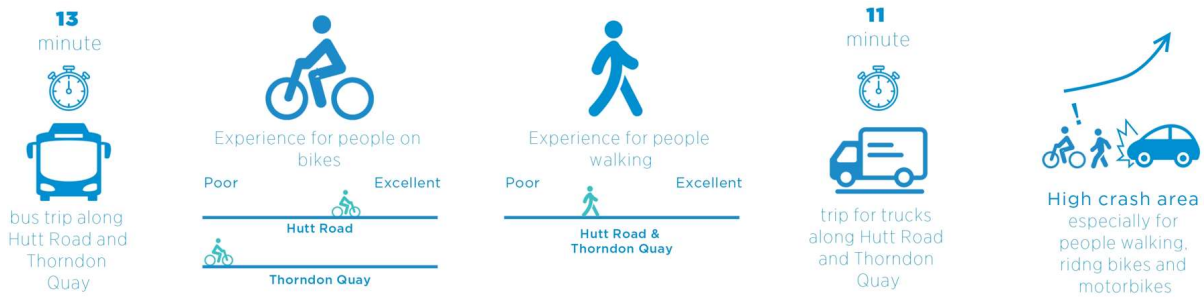 13
minute
bus trip along
Hutt Road and
Thorndon
Quay
Experience for people on
bikes
Poor Excellent
Hutt Road
Thorndon Quay
Experience for people
walking
Poor Excellent
Hutt Road &
Thorndon Quay
11
minute
trip for trucks
along Hutt Road
and Thorndon
Quay
!
High crash area
especially for
people walking,
ridng bikes and
motorbikes